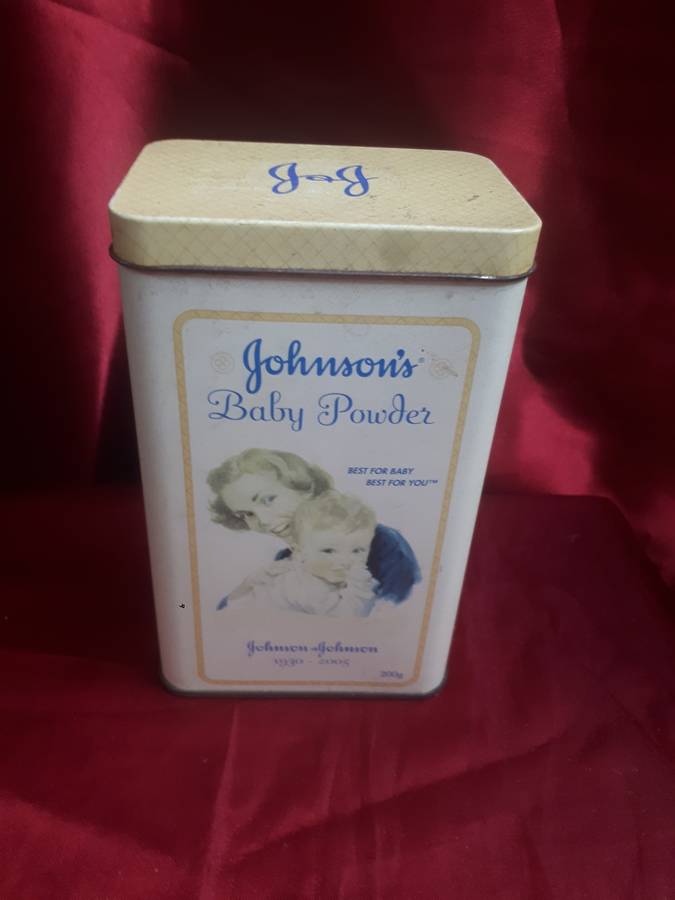 J&J
Johnson's®
Baby Powder
BEST FOR BABY
BEST FOR YOU™
Johnson & Johnson
1930 - 2005
200g